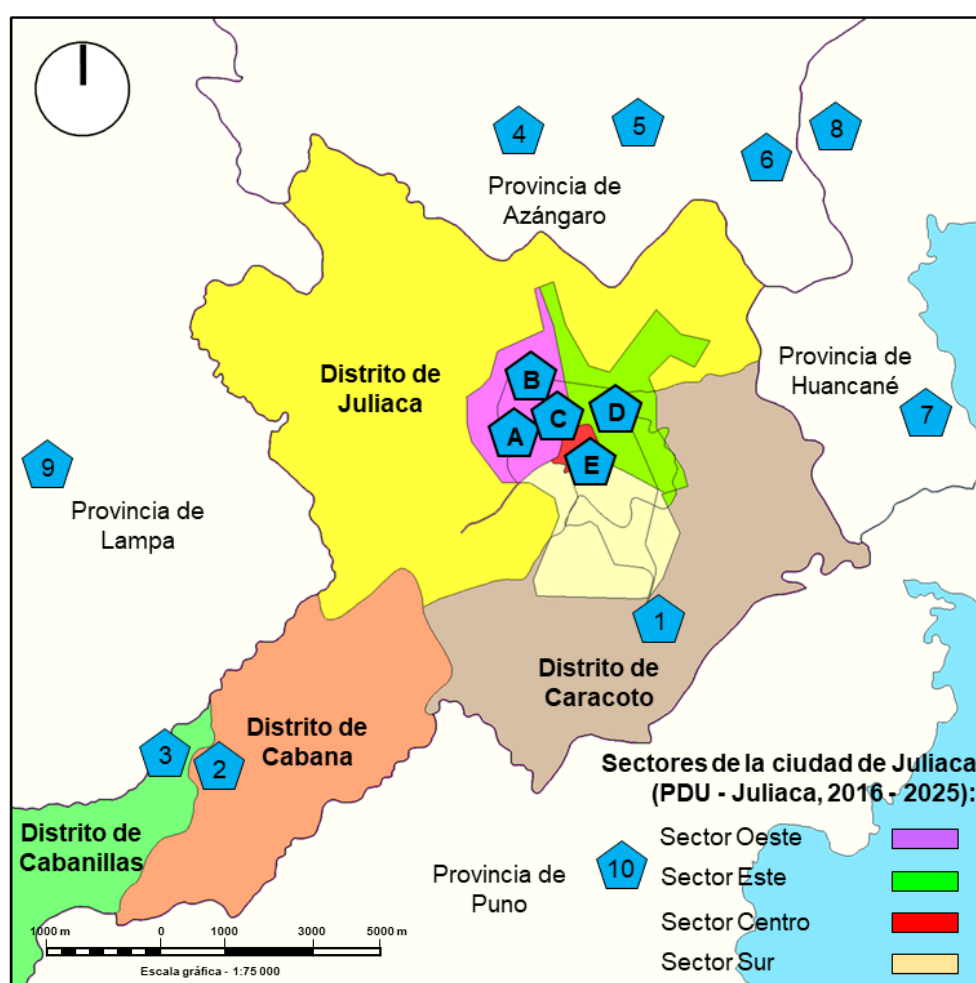 4
5
8
6
Provincia de
Azángaro
Distrito de
Juliaca
B
C
D
A
E
Provincia de
Huancané
7
9
Provincia de
Lampa
1
Distrito de
Caracoto
Distrito de
Cabana
3
2
Distrito de
Cabanillas
Provincia de
Puno
10
Sectores de la ciudad de Juliaca
(PDU - Juliaca, 2016 - 2025):
Sector Oeste
Sector Este
Sector Centro
Sector Sur
1000 m 0 1000 3000 5000 m
Escala gráfica - 1:75 000